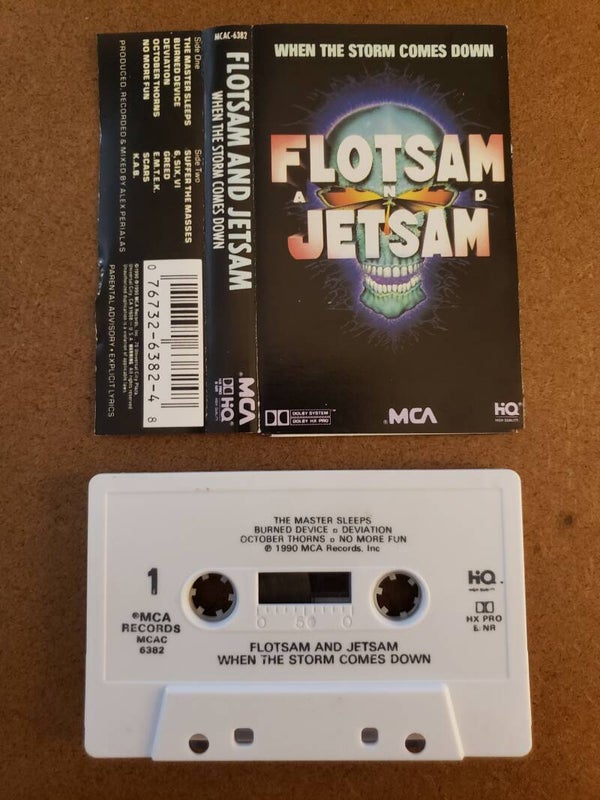 Side One
THE MASTER SLEEPS
BURNED DEVICE
DEVIATION
OCTOBER THORNS
NO MORE FUN
Side Two
SUFFER THE MASSES
6, SIX, VI
GREED
E.M.T.E.K.
SCARS
K.A.B.
PRODUCED, RECORDED & MIXED BY ALEX PERIALAS
PARENTAL ADVISORY • EXPLICIT LYRICS
0 76732-6382-4 8
MCAC-6382
FLOTSAM AND JETSAM
WHEN THE STORM COMES DOWN
MCA
HiQ
WHEN THE STORM COMES DOWN
FLOTSAM
A N D
JETSAM
DOLBY SYSTEM
DOLBY HX PRO
MCA
HiQ
HIGH QUALITY
THE MASTER SLEEPS
BURNED DEVICE o DEVIATION
OCTOBER THORNS o NO MORE FUN
℗ 1990 MCA Records, Inc
1
HiQ
®MCA
RECORDS
MCAC
6382
HX PRO
& NR
0 50 0
FLOTSAM AND JETSAM
WHEN THE STORM COMES DOWN